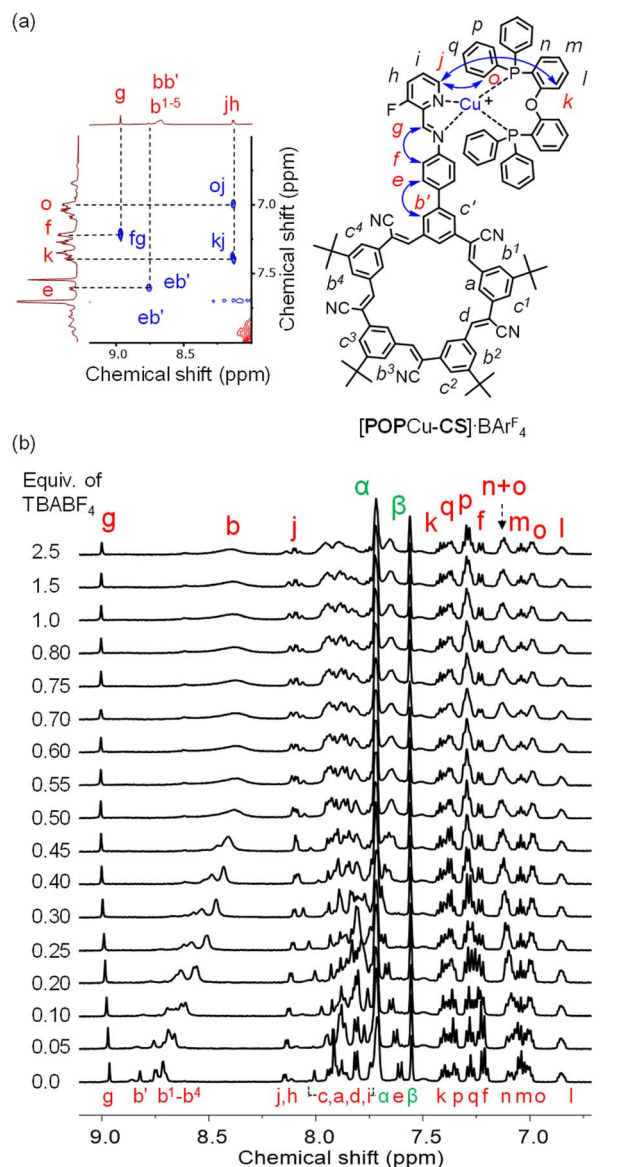 (a)
g
bb'
b¹⁻⁵
jh
o
f
k
e
oj
fg
kj
eb'
eb'
7.0
7.5
Chemical shift (ppm)
9.0 8.5
Chemical shift (ppm)
p
q
i
j
h
o
n
m
l
k
P
O
P
N
Cu⁺
F
g
N
f
e
b'
c'
NC
CN
c⁴
b⁴
b¹
a
c¹
NC
CN
d
c³
b³
NC
c²
b²
[POPCu-CS]·BArᶠ₄
(b)
Equiv. of
TBABF₄
g b j α β k q p f n+o m o l
2.5
1.5
1.0
0.80
0.75
0.70
0.60
0.55
0.50
0.45
0.40
0.30
0.25
0.20
0.10
0.05
0.0
g b' b¹-b⁴ j,h c,a,d,i α e β k p q f n m o l
9.0 8.5 8.0 7.5 7.0
Chemical shift (ppm)